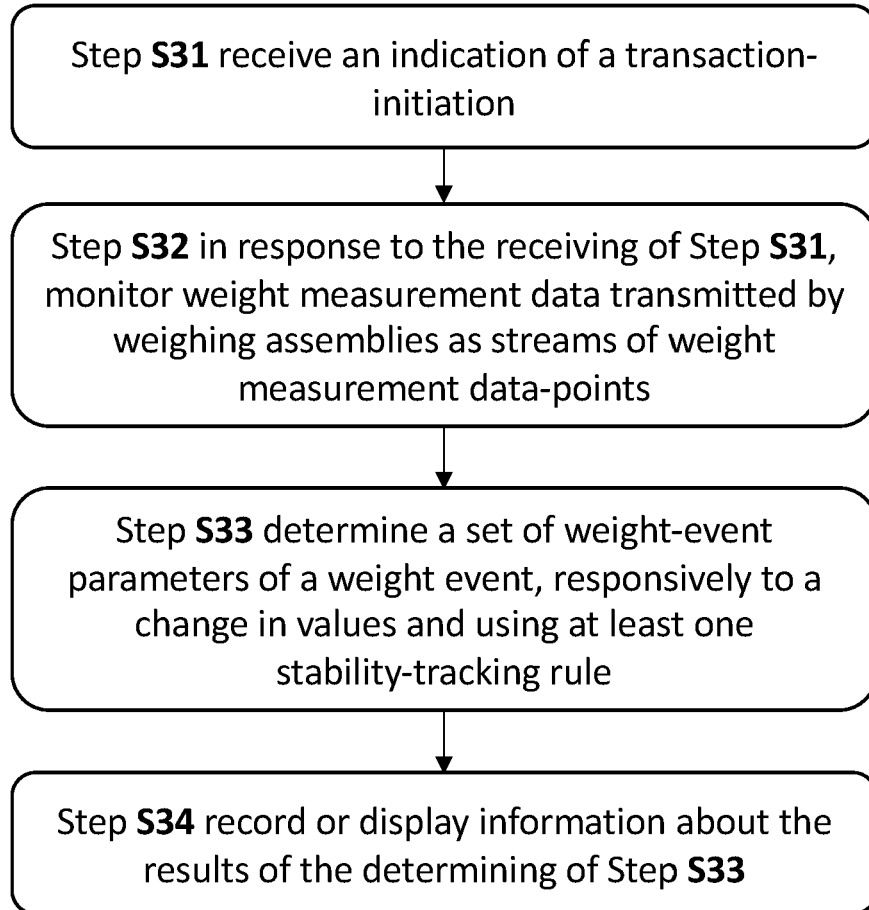 Step S31 receive an indication of a transaction-
initiation
Step S32 in response to the receiving of Step S31,
monitor weight measurement data transmitted by
weighing assemblies as streams of weight
measurement data-points
Step S33 determine a set of weight-event
parameters of a weight event, responsively to a
change in values and using at least one
stability-tracking rule
Step S34 record or display information about the
results of the determining of Step S33